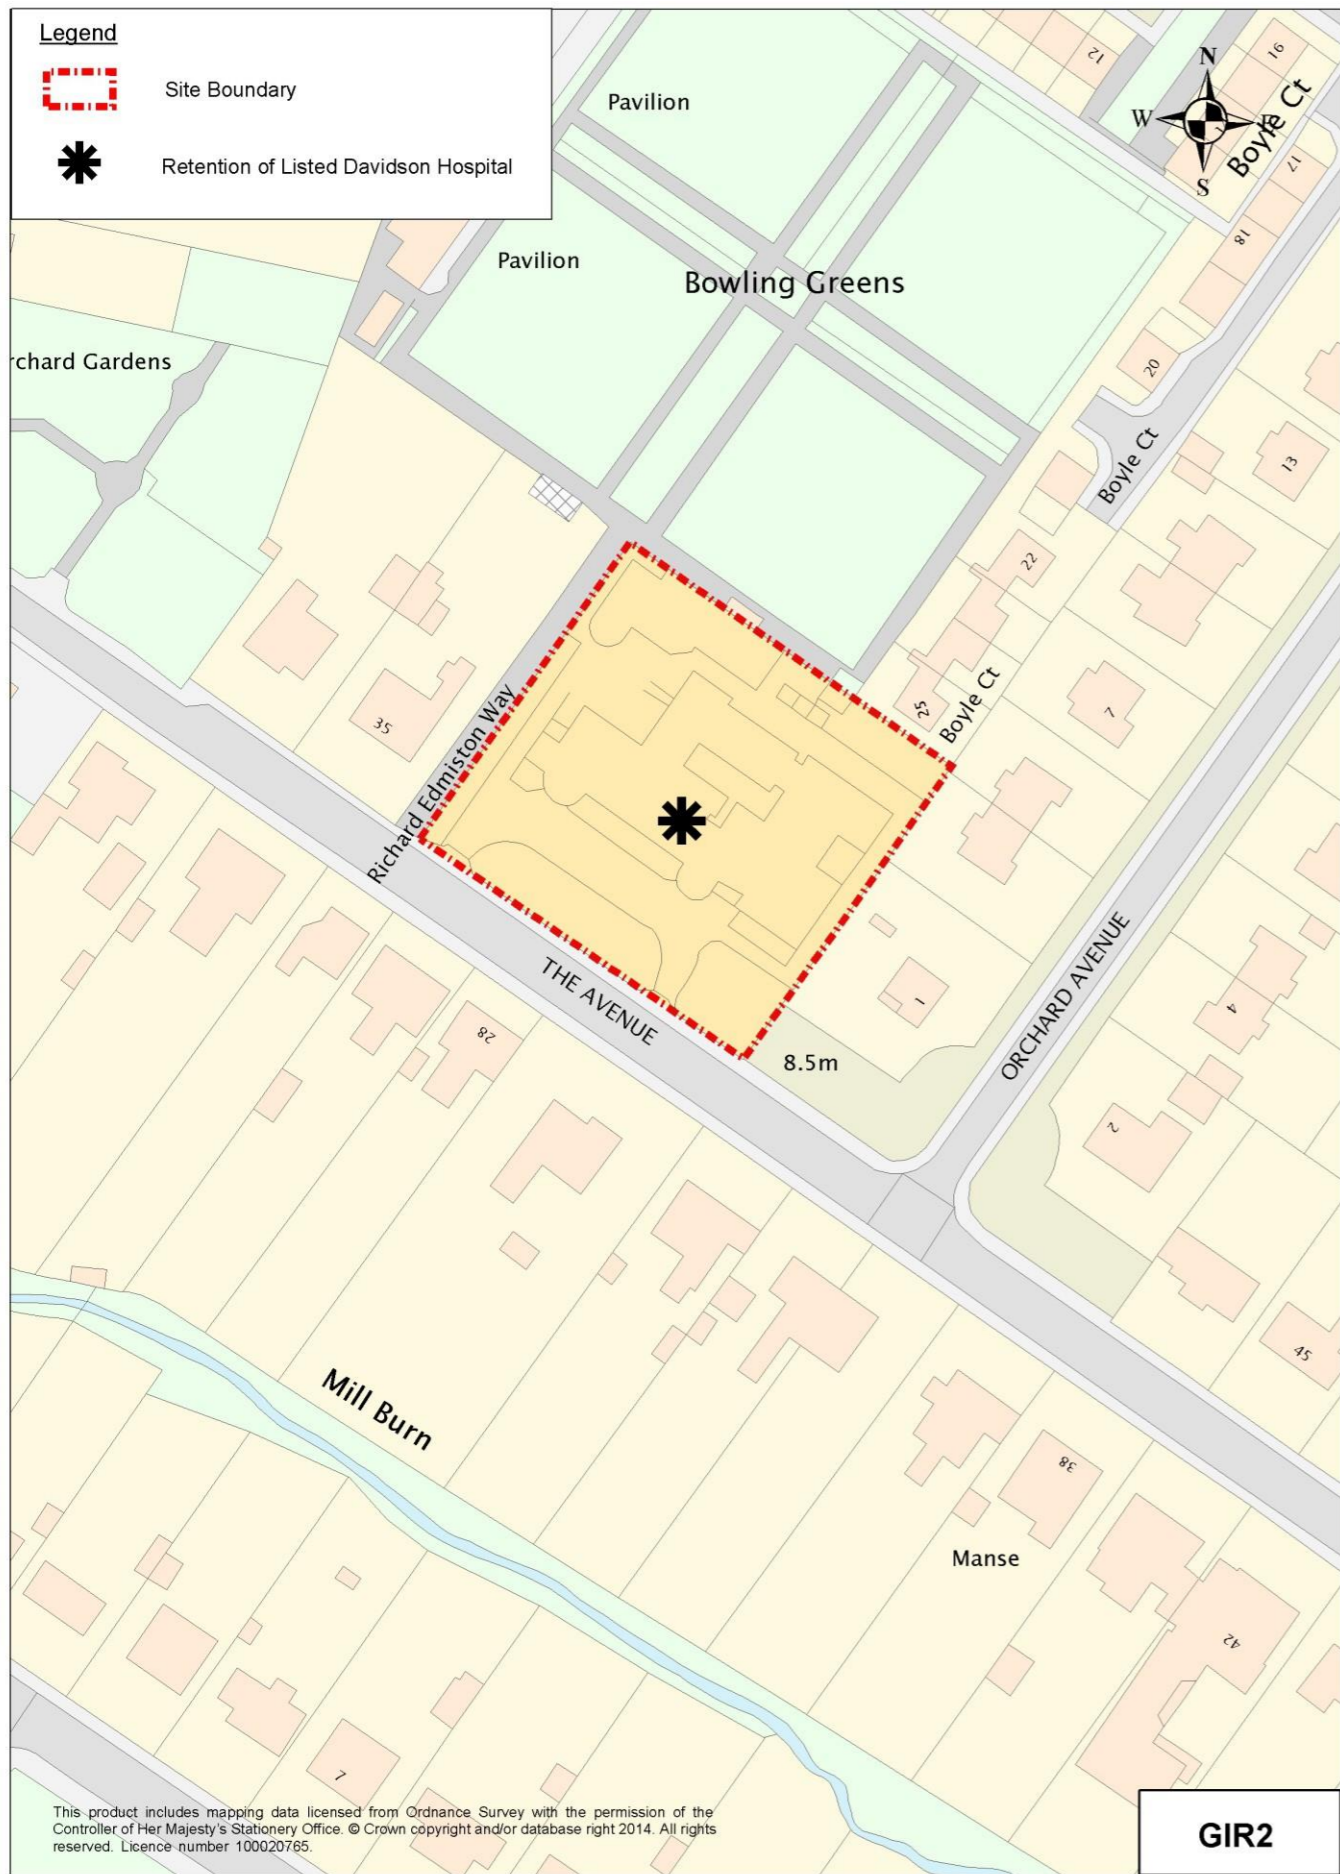 Legend
Site Boundary
Retention of Listed Davidson Hospital
Pavilion
12
16
N
W
S
Boyle Ct
17
18
Pavilion
Bowling Greens
rchard Gardens
20
Boyle Ct
13
22
25
Boyle Ct
7
35
Richard Edmiston Way
THE AVENUE
28
8.5m
1
ORCHARD AVENUE
4
2
45
Mill Burn
38
Manse
42
7
This product includes mapping data licensed from Ordnance Survey with the permission of the
Controller of Her Majesty's Stationery Office. © Crown copyright and/or database right 2014. All rights
reserved. Licence number 100020765.
GIR2